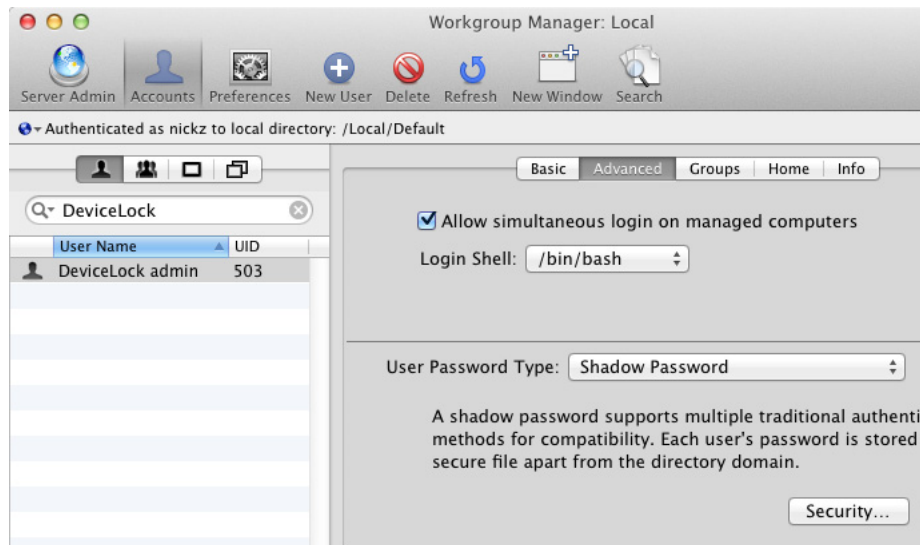 Workgroup Manager: Local
Server Admin Accounts Preferences New User Delete Refresh New Window Search
Authenticated as nickz to local directory: /Local/Default
Basic Advanced Groups Home Info
DeviceLock
Allow simultaneous login on managed computers
User Name UID
Login Shell: /bin/bash
DeviceLock admin 503
User Password Type: Shadow Password
A shadow password supports multiple traditional authenti
methods for compatibility. Each user's password is stored
secure file apart from the directory domain.
Security...